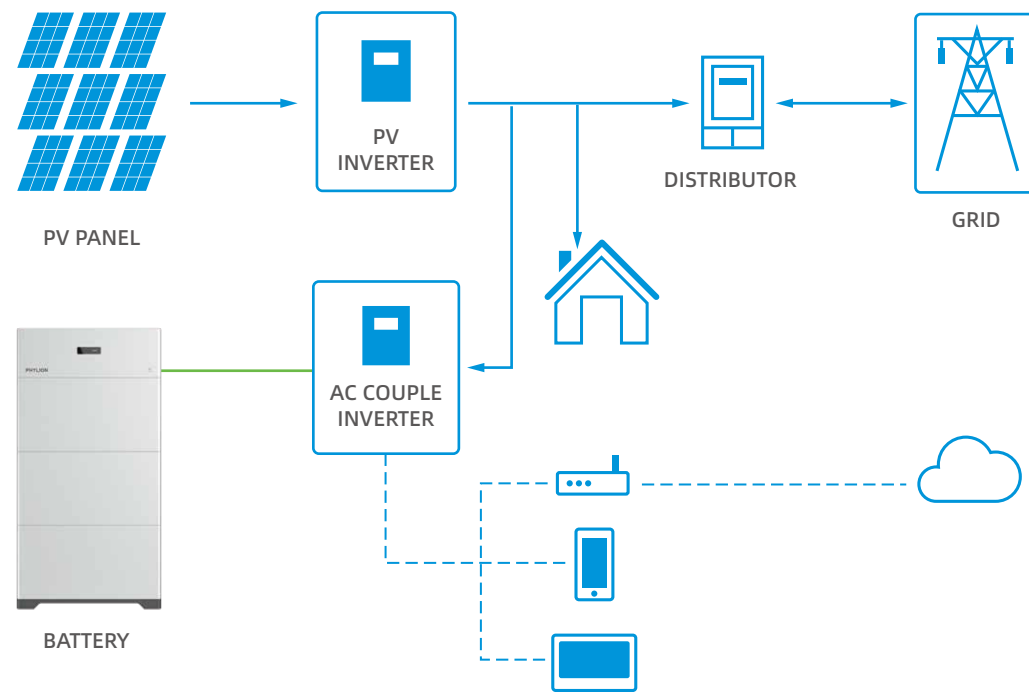 PV
INVERTER
DISTRIBUTOR
GRID
PV PANEL
PHYLION
AC COUPLE
INVERTER
BATTERY